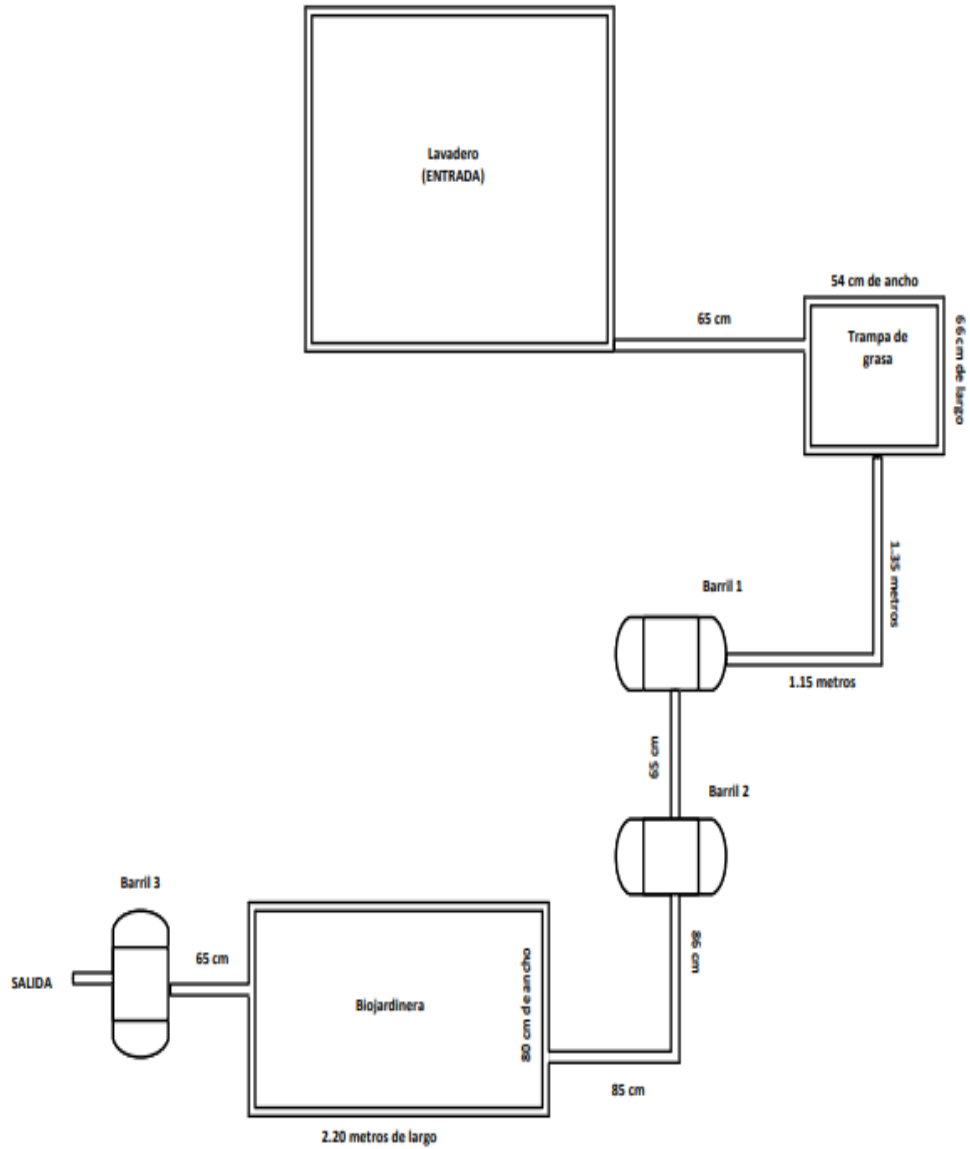 Lavadero
(ENTRADA)
54 cm de ancho
65 cm
Trampa de
grasa
66cm de largo
1.35 metros
Barril 1
1.15 metros
65 cm
Barril 2
Barril 3
86 cm
65 cm
80 cm de ancho
SALIDA
Biojardinera
85 cm
2.20 metros de largo